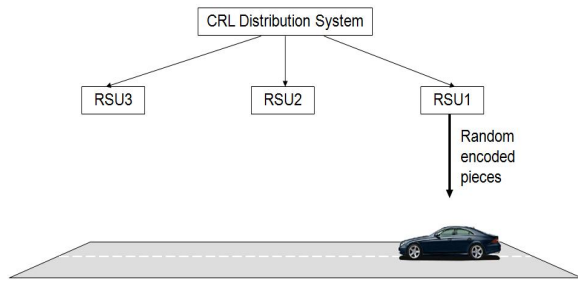 CRL Distribution System
RSU3
RSU2
RSU1
Random
encoded
pieces